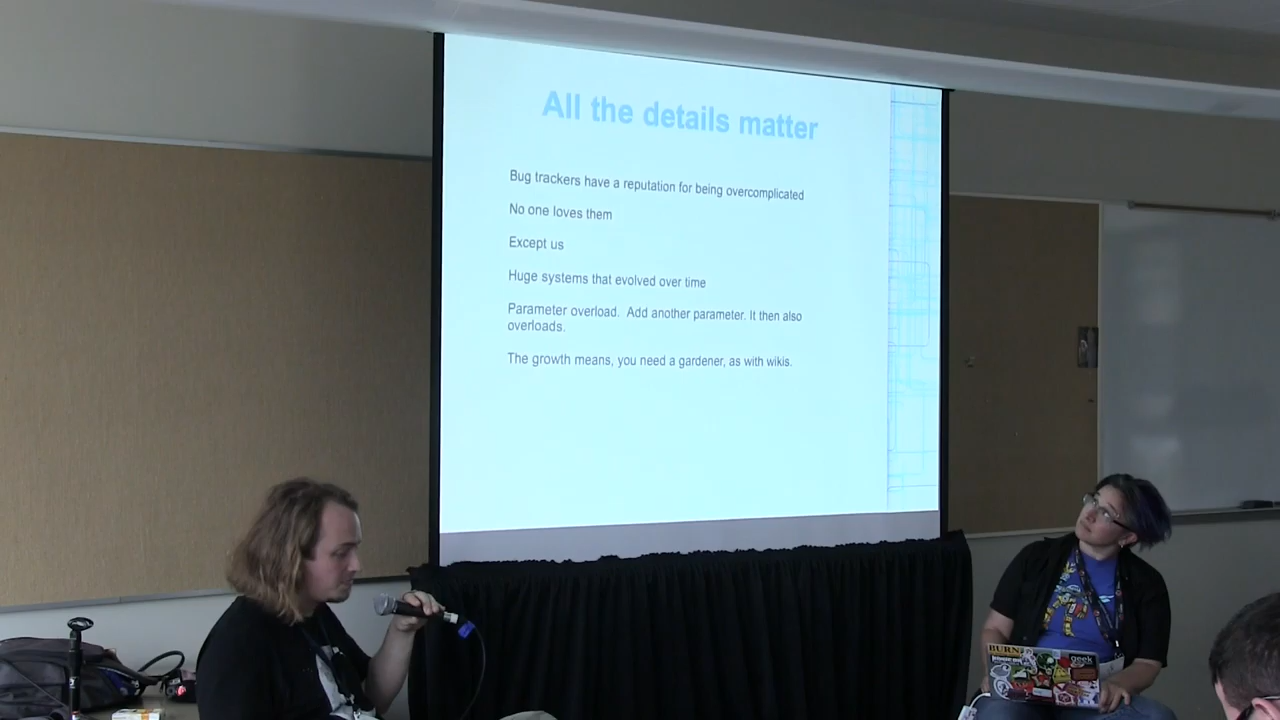 All the details matter
Bug trackers have a reputation for being overcomplicated
No one loves them
Except us
Huge systems that evolved over time
Parameter overload.  Add another parameter. It then also
overloads.
The growth means, you need a gardener, as with wikis.
BURN
geek